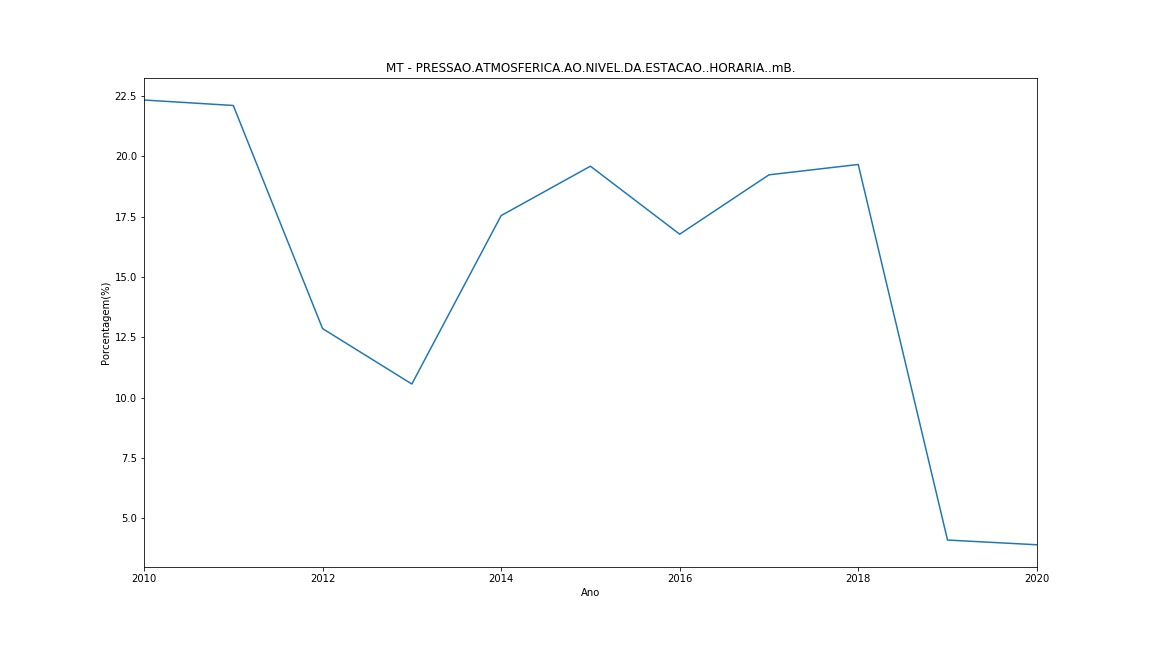 MT - PRESSAO.ATMOSFERICA.AO.NIVEL.DA.ESTACAO..HORARIA..mB.
22.5
20.0
17.5
15.0
12.5
10.0
7.5
5.0
Porcentagem(%)
2010 2012 2014 2016 2018 2020
Ano